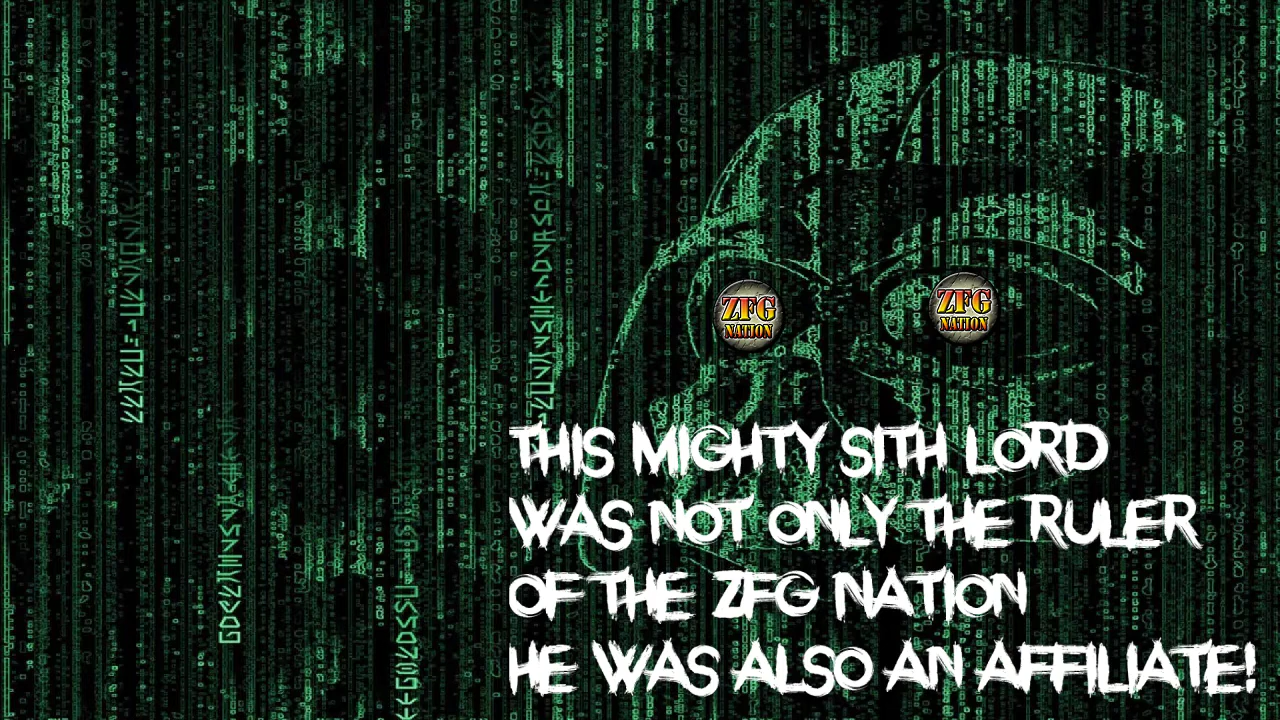 ZFG
NATION
ZFG
NATION
THIS MIGHTY SITH LORD
WAS NOT ONLY THE RULER
OF THE ZFG NATION
HE WAS ALSO AN AFFILIATE!